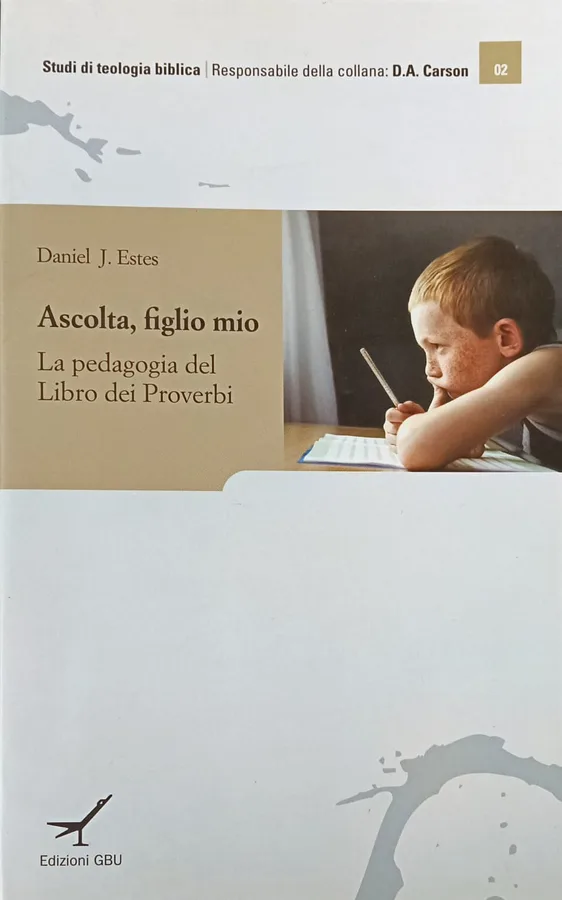 Studi di teologia biblica | Responsabile della collana: D.A. Carson 02
Daniel J. Estes
Ascolta, figlio mio
La pedagogia del
Libro dei Proverbi
Edizioni GBU